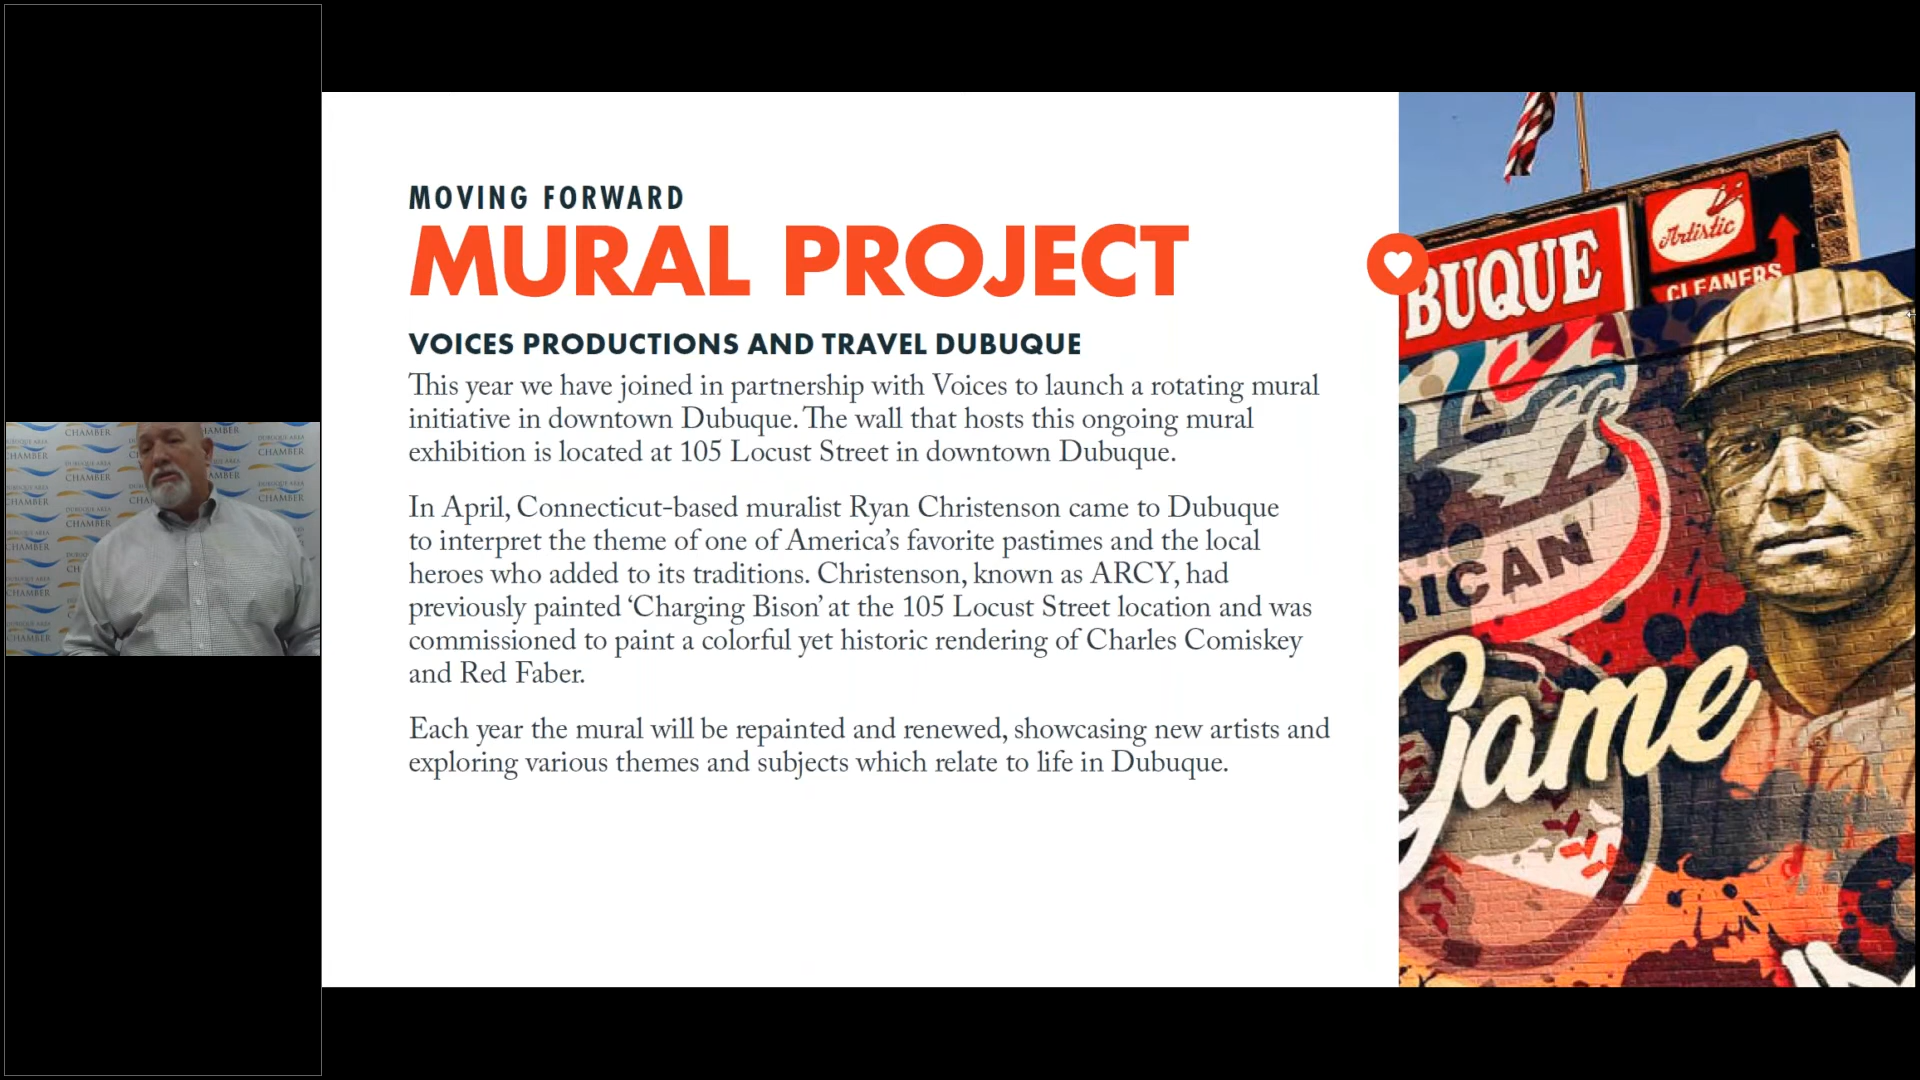 MOVING FORWARD
MURAL PROJECT
VOICES PRODUCTIONS AND TRAVEL DUBUQUE
This year we have joined in partnership with Voices to launch a rotating mural
initiative in downtown Dubuque. The wall that hosts this ongoing mural
exhibition is located at 105 Locust Street in downtown Dubuque.
In April, Connecticut-based muralist Ryan Christenson came to Dubuque
to interpret the theme of one of America's favorite pastimes and the local
heroes who added to its traditions. Christenson, known as ARCY, had
previously painted 'Charging Bison' at the 105 Locust Street location and was
commissioned to paint a colorful yet historic rendering of Charles Comiskey
and Red Faber.
Each year the mural will be repainted and renewed, showcasing new artists and
exploring various themes and subjects which relate to life in Dubuque.
BUQUE
Artistic
CLEANERS
RICAN
Game
DUBUQUE AREA
CHAMBER